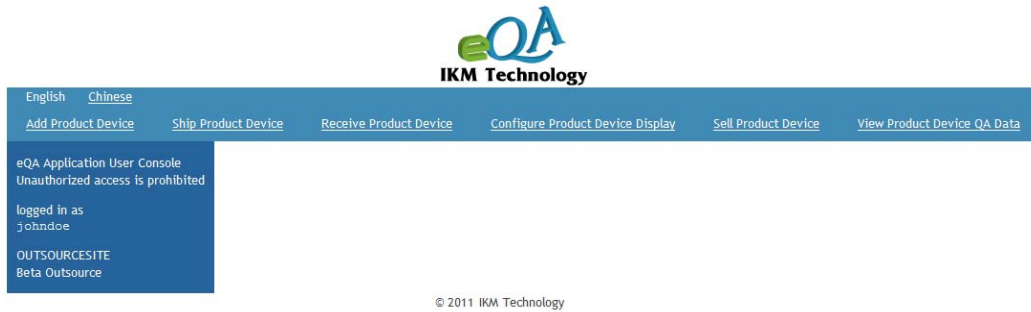 eQA
IKM Technology
English Chinese
Add Product Device Ship Product Device Receive Product Device Configure Product Device Display Sell Product Device View Product Device QA Data
eQA Application User Console
Unauthorized access is prohibited
logged in as
johndoe
OUTSOURCESITE
Beta Outsource
© 2011 IKM Technology